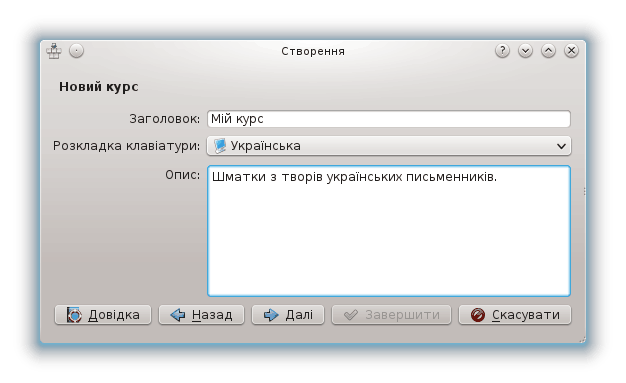 Створення
Новий курс
Заголовок: Мій курс
Розкладка клавіатури: Українська
Опис: Шматки з творів українських письменників.
Довідка Назад Далі Завершити Скасувати